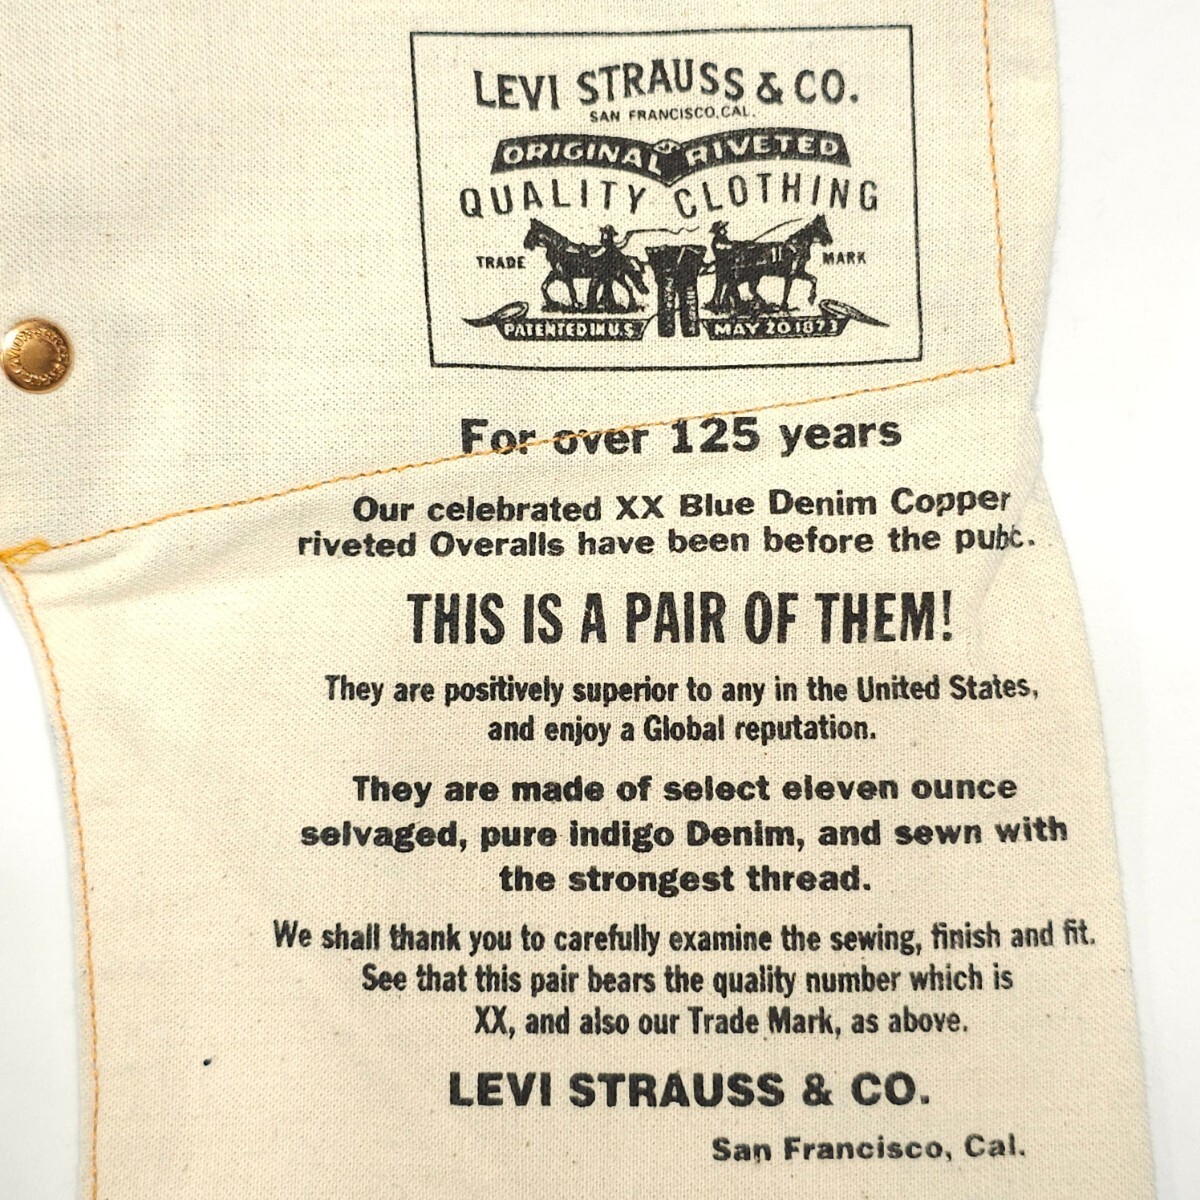 LEVI STRAUSS & CO.
SAN FRANCISCO, CAL.
ORIGINAL RIVETED
QUALITY CLOTHING
TRADE MARK
PATENTED IN U.S. MAY 20 1873
For over 125 years
Our celebrated XX Blue Denim Copper
riveted Overalls have been before the pubc.
THIS IS A PAIR OF THEM!
They are positively superior to any in the United States,
and enjoy a Global reputation.
They are made of select eleven ounce
selvaged, pure indigo Denim, and sewn with
the strongest thread.
We shall thank you to carefully examine the sewing, finish and fit.
See that this pair bears the quality number which is
XX, and also our Trade Mark, as above.
LEVI STRAUSS & CO.
San Francisco, Cal.